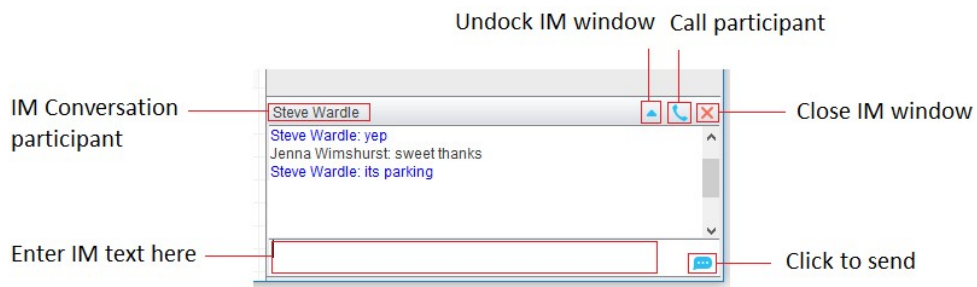 Undock IM window Call participant
IM Conversation
participant
Steve Wardle
Close IM window
Steve Wardle: yep
Jenna Wimshurst: sweet thanks
Steve Wardle: its parking
Enter IM text here
Click to send